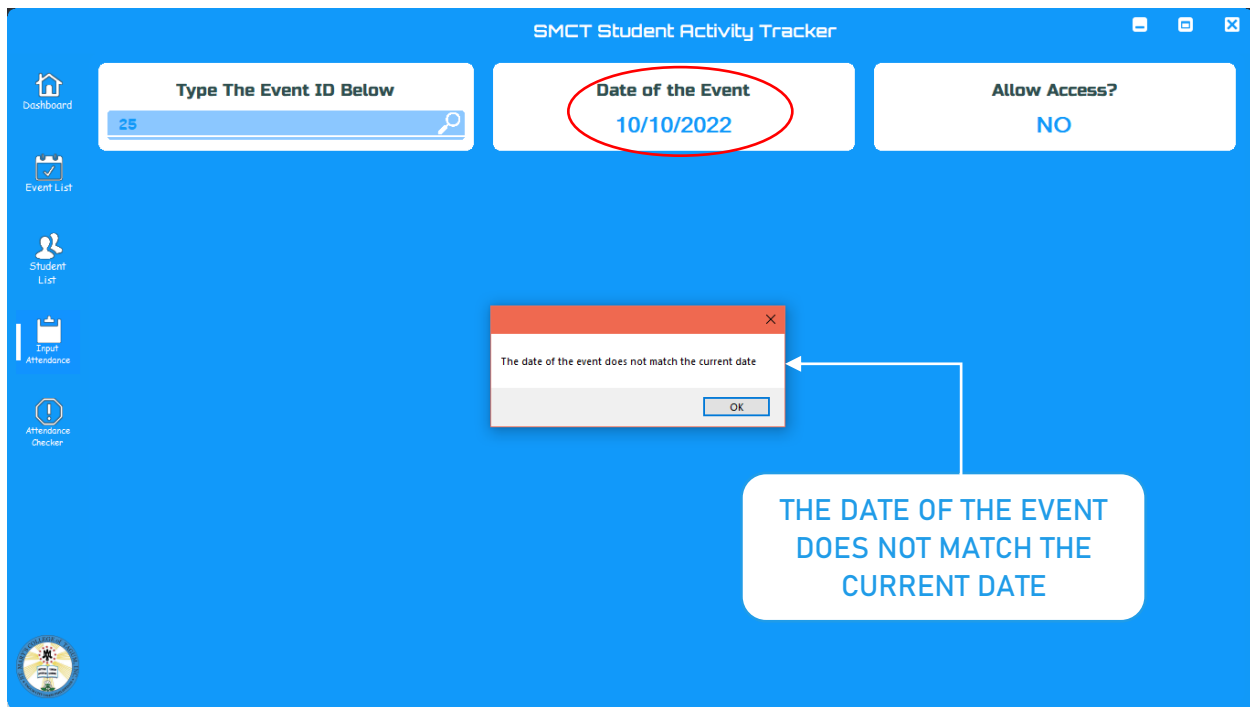 SMCT Student Activity Tracker
Dashboard
Type The Event ID Below
25
Date of the Event
10/10/2022
Allow Access?
NO
Event List
Student
List
Input
Attendance
Attendance
Checker
The date of the event does not match the current date
OK
THE DATE OF THE EVENT
DOES NOT MATCH THE
CURRENT DATE